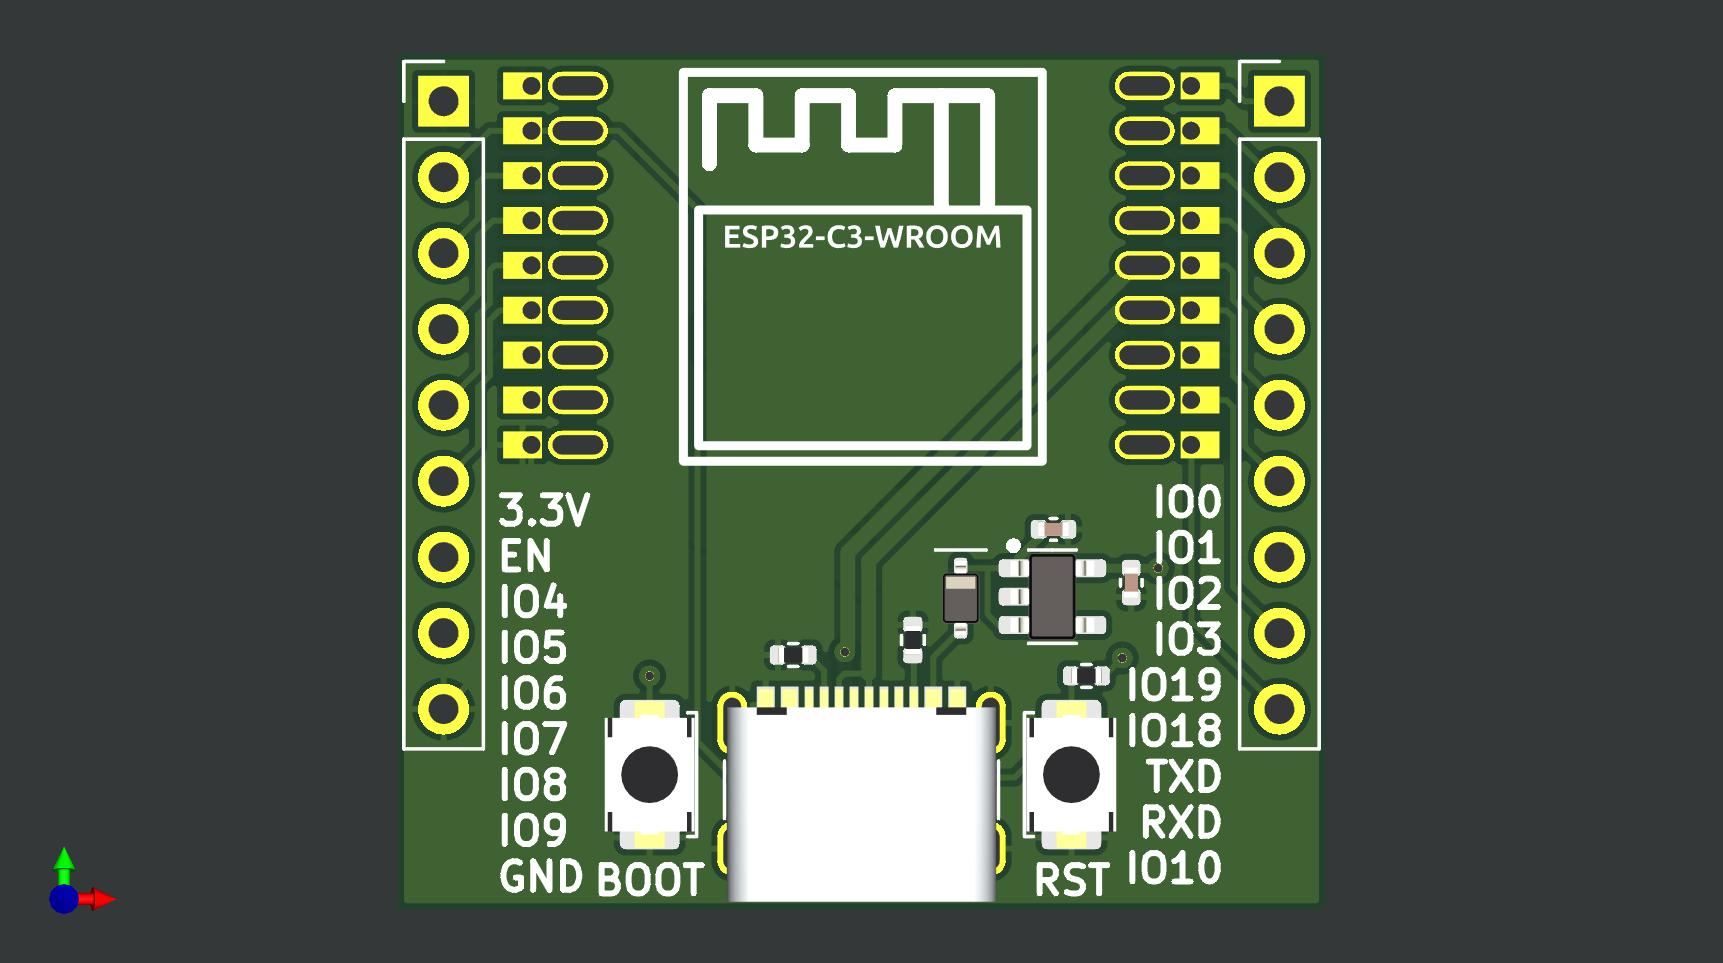 ESP32-C3-WROOM
3.3V
EN
IO4
IO5
IO6
IO7
IO8
IO9
GND
BOOT
IO0
IO1
IO2
IO3
IO19
IO18
TXD
RXD
IO10
RST